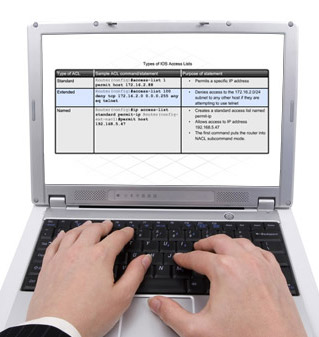 Types of IOS Access Lists
Type of ACL Sample ACL command/statement Purpose of statement
Standard Router(config)#access-list 1
permit host 172.16.2.88
• Permits a specific IP address
Extended Router(config)#access-list 100
deny tcp 172.16.2.0 0.0.0.255 any
eq telnet
• Denies access to the 172.16.2.0/24
subnet to any other host if they are
attempting to use telnet
Named Router(config)#ip access-list
standard permit-ip Router(config-
ext-nacl)#permit host
192.168.5.47
• Creates a standard access list named
permit-ip
• Allows access to IP address
192.168.5.47
• The first command puts the router into
NACL subcommand mode.